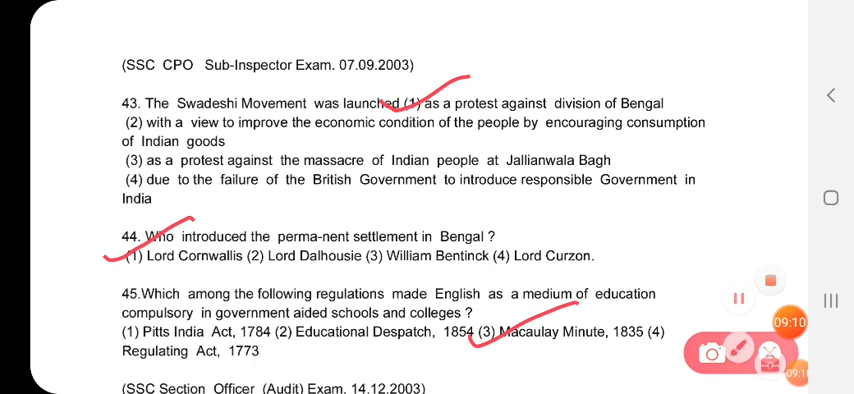 (SSC CPO Sub-Inspector Exam. 07.09.2003)
43. The Swadeshi Movement was launched (1) as a protest against division of Bengal
(2) with a view to improve the economic condition of the people by encouraging consumption
of Indian goods
(3) as a protest against the massacre of Indian people at Jallianwala Bagh
(4) due to the failure of the British Government to introduce responsible Government in
India
44. Who introduced the perma-nent settlement in Bengal ?
(1) Lord Cornwallis (2) Lord Dalhousie (3) William Bentinck (4) Lord Curzon.
45.Which among the following regulations made English as a medium of education
compulsory in government aided schools and colleges ?
(1) Pitts India Act, 1784 (2) Educational Despatch, 1854 (3) Macaulay Minute, 1835 (4)
Regulating Act, 1773
(SSC Section Officer (Audit) Exam. 14.12.2003)
09:10